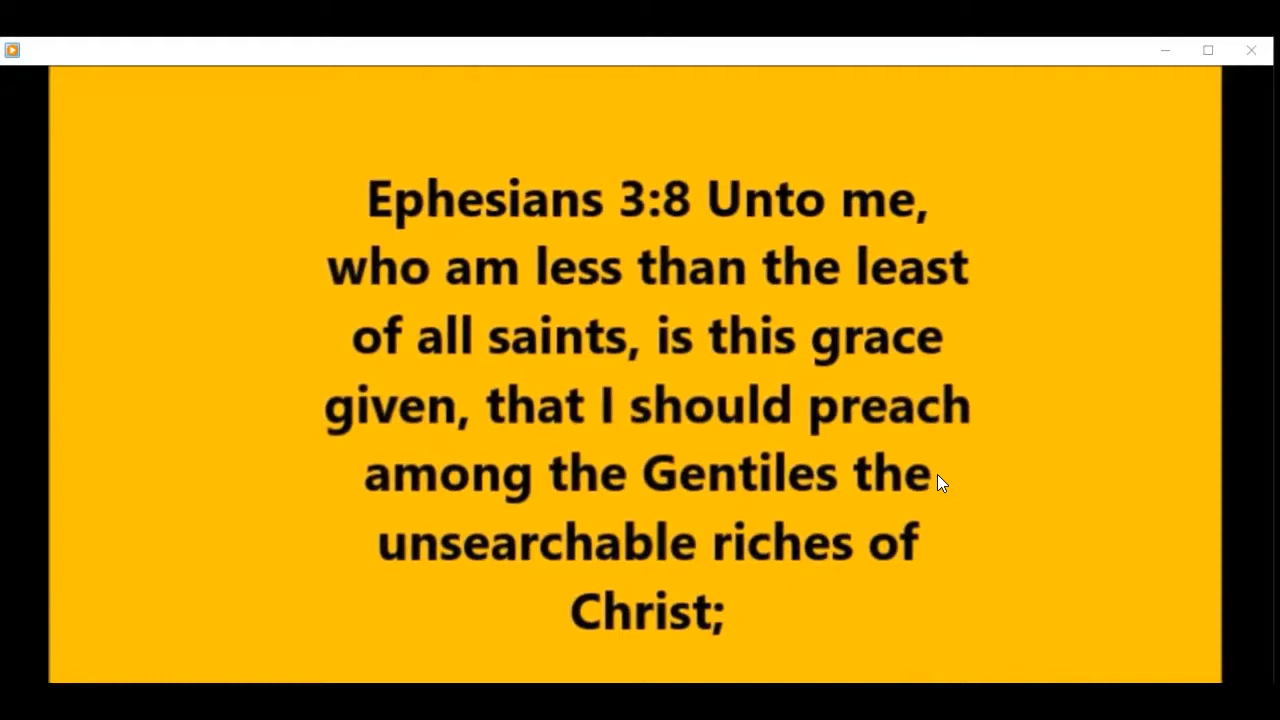 Ephesians 3:8 Unto me,
who am less than the least
of all saints, is this grace
given, that I should preach
among the Gentiles the
unsearchable riches of
Christ;